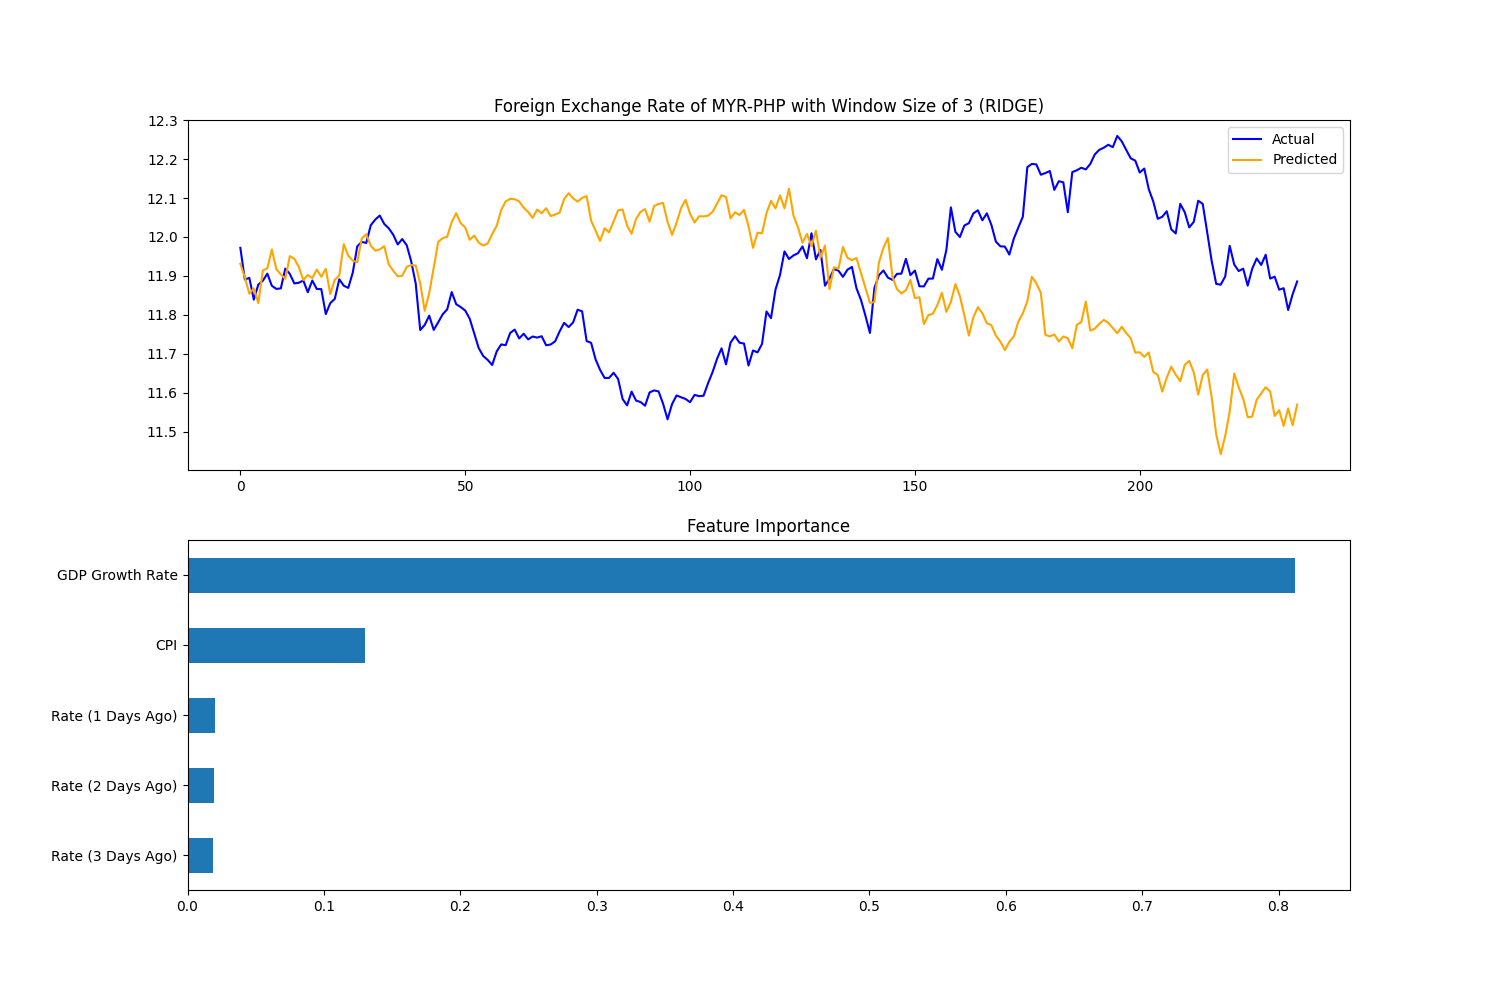 Foreign Exchange Rate of MYR-PHP with Window Size of 3 (RIDGE)
12.3
12.2
12.1
12.0
11.9
11.8
11.7
11.6
11.5
Actual
Predicted
0 50 100 150 200
Feature Importance
GDP Growth Rate
CPI
Rate (1 Days Ago)
Rate (2 Days Ago)
Rate (3 Days Ago)
0.0 0.1 0.2 0.3 0.4 0.5 0.6 0.7 0.8